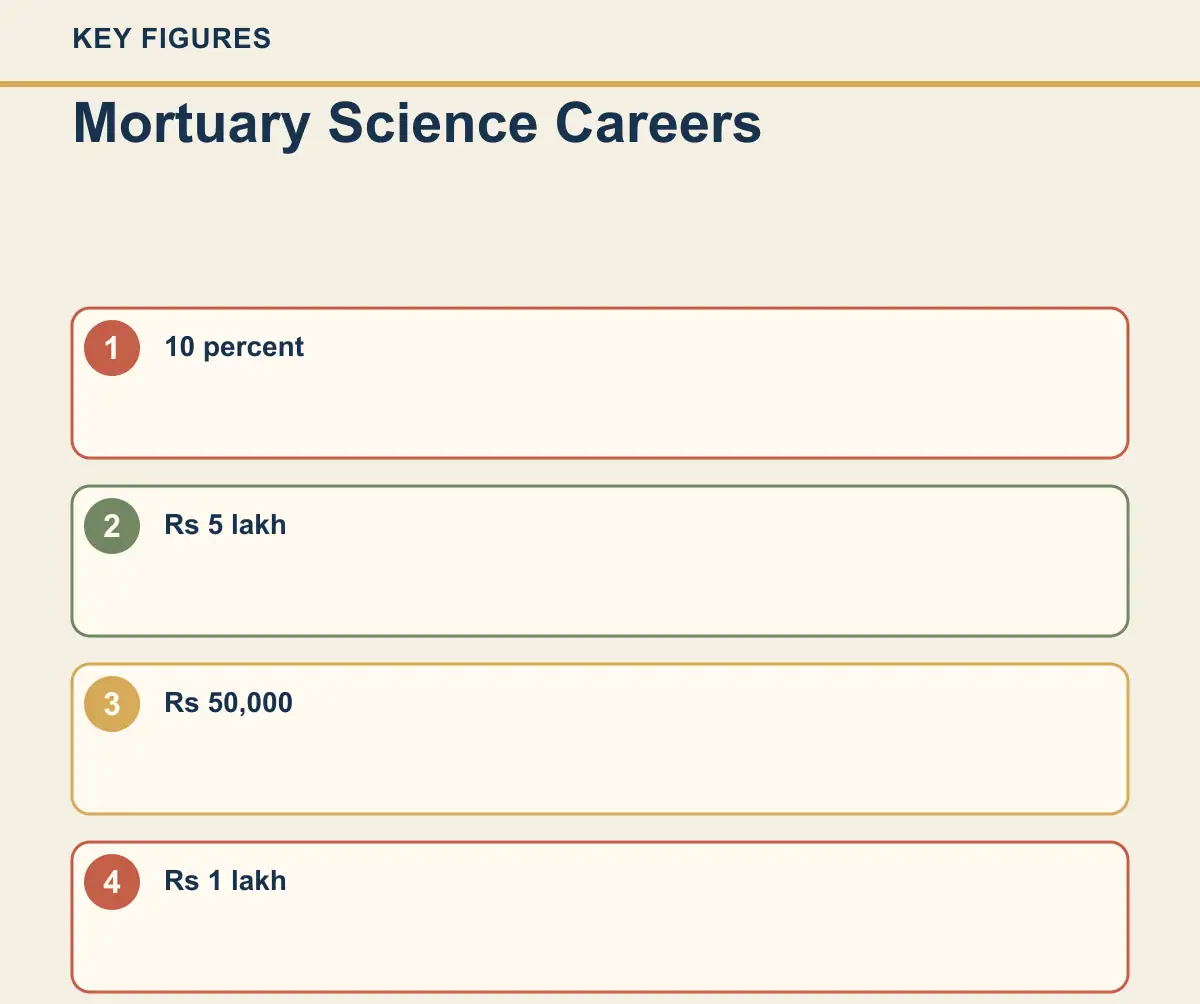 KEY FIGURES
Mortuary Science Careers
1 10 percent
2 Rs 5 lakh
3 Rs 50,000
4 Rs 1 lakh